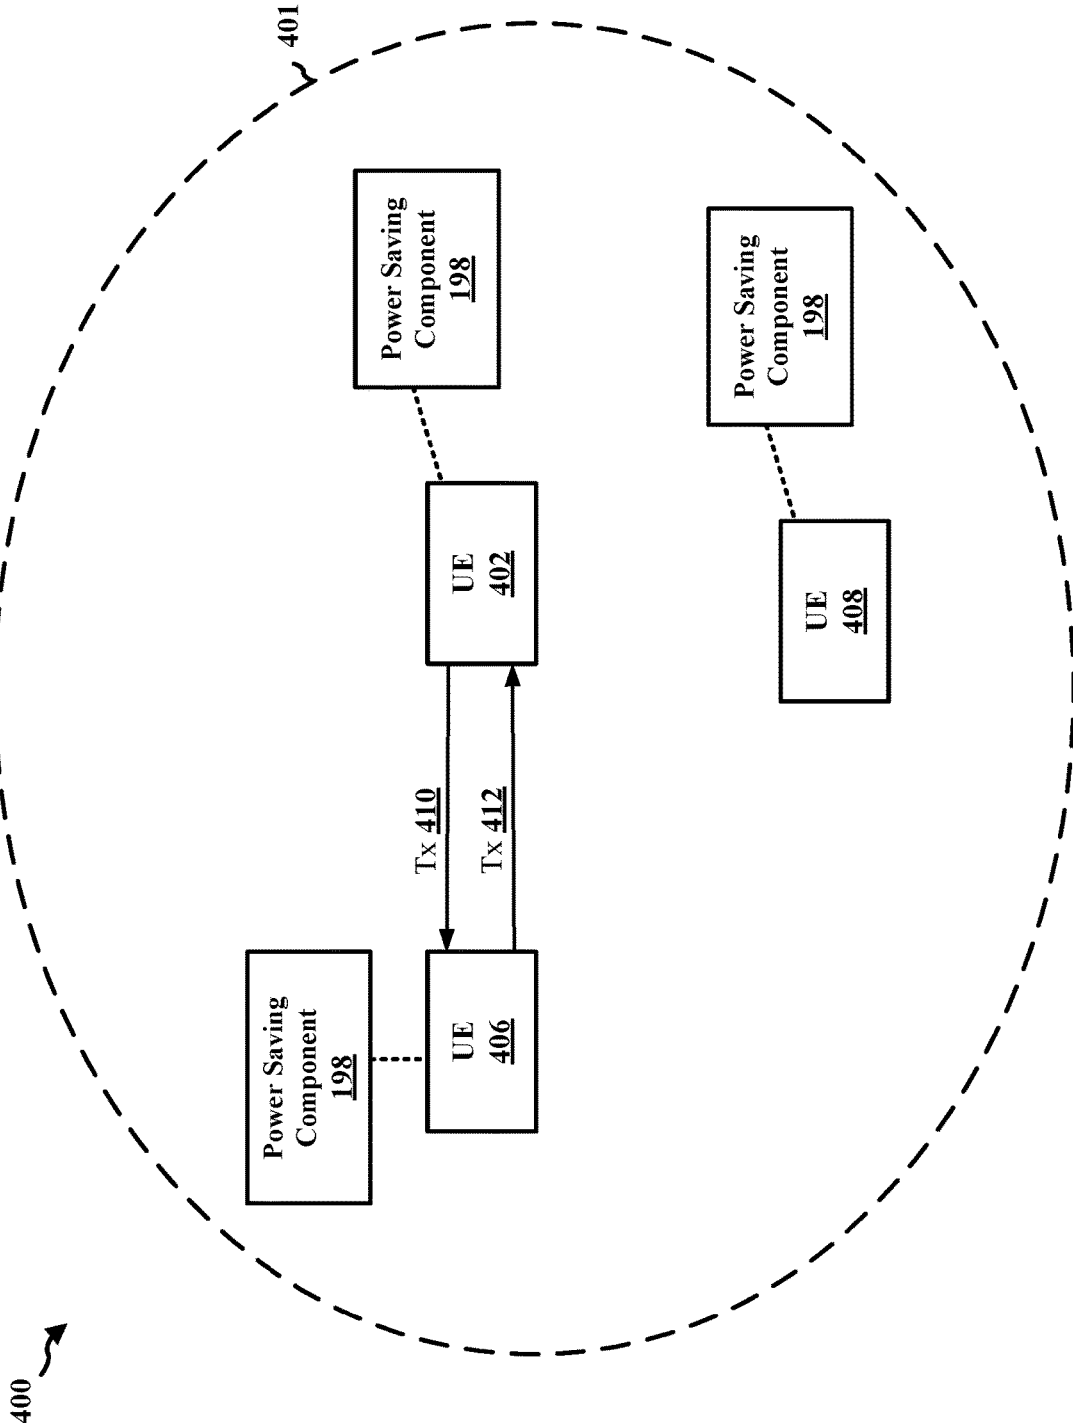 400
401
Power Saving
Component
198
UE
406
Tx 410
Tx 412
UE
402
Power Saving
Component
198
UE
408
Power Saving
Component
198